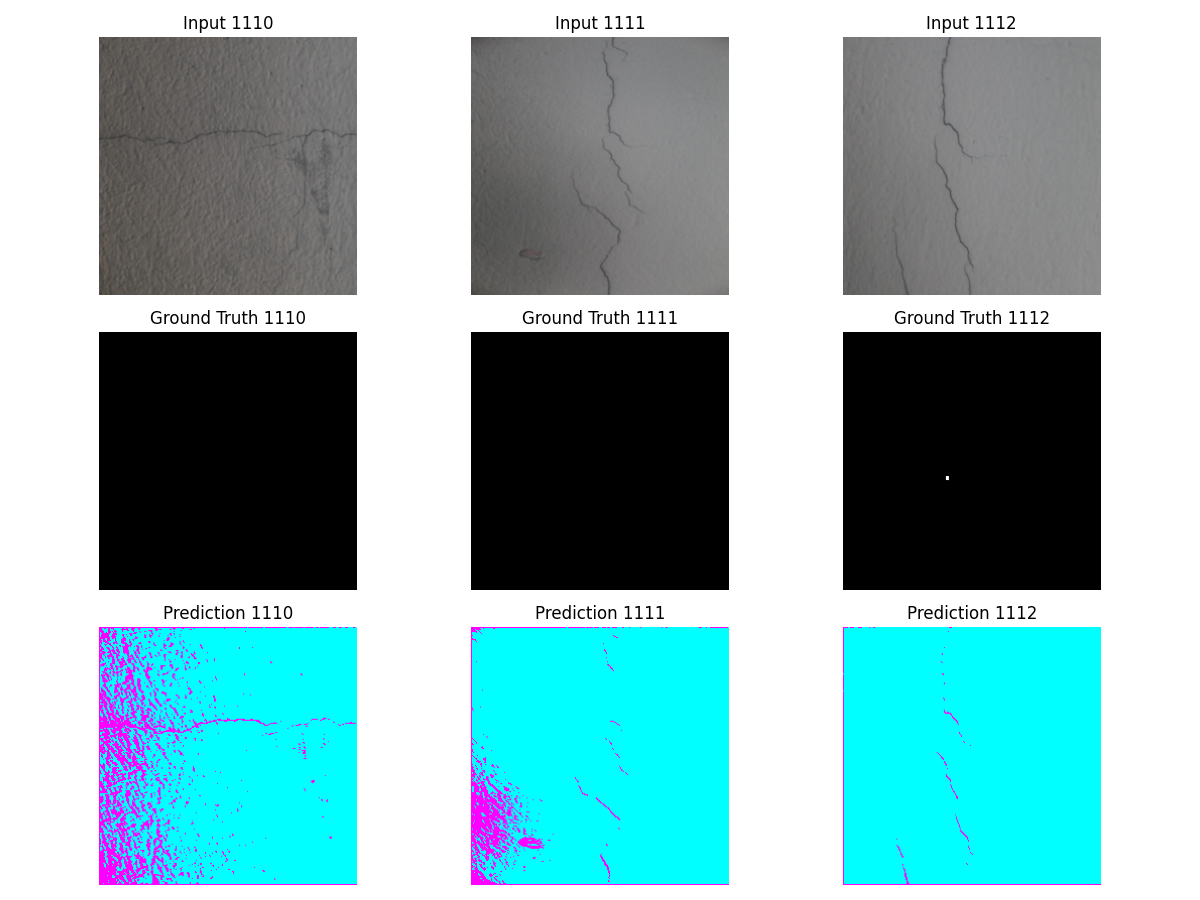 Input 1110
Input 1111
Input 1112
Ground Truth 1110
Ground Truth 1111
Ground Truth 1112
Prediction 1110
Prediction 1111
Prediction 1112